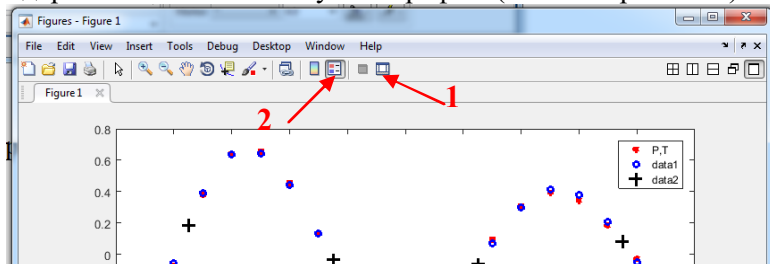 Figures - Figure 1
File Edit View Insert Tools Debug Desktop Window Help
Figure 1
2
1
0.8
0.6
0.4
0.2
0
P,T
data1
data2